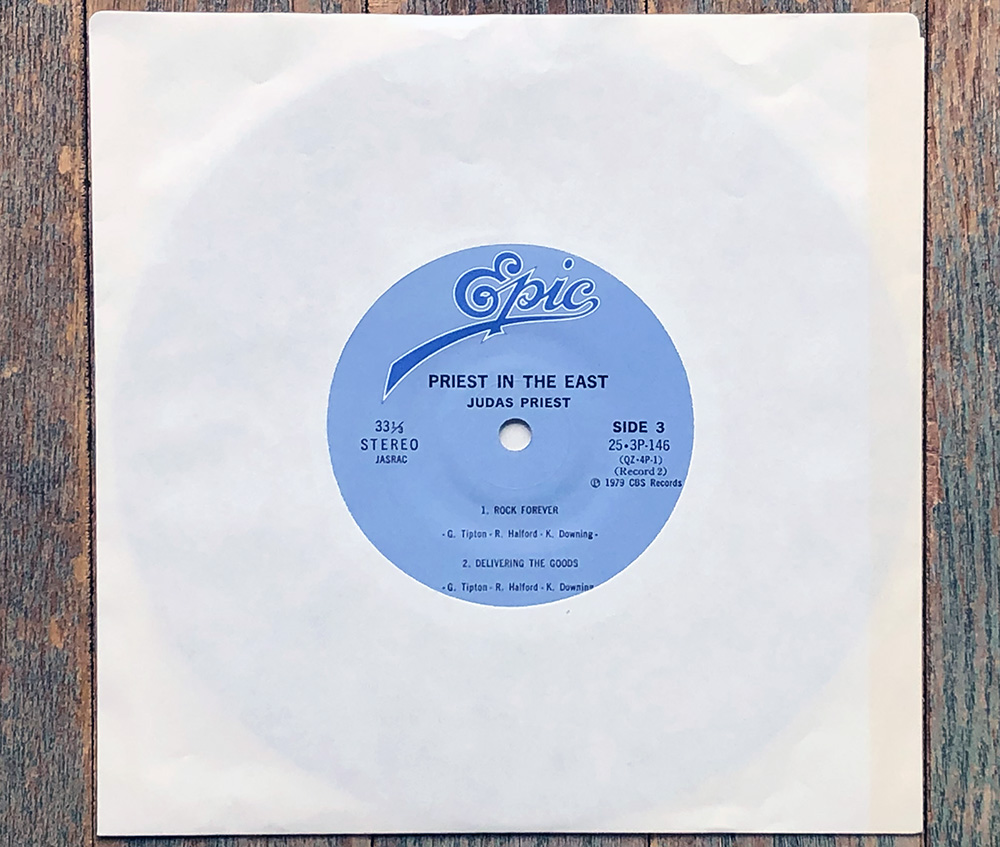 Epic
PRIEST IN THE EAST
JUDAS PRIEST
33⅓
STEREO
JASRAC
SIDE 3
25•3P-146
(QZ•4P-1)
(Record 2)
Ⓟ 1979 CBS Records
1. ROCK FOREVER
- G. Tipton - R. Halford - K. Downing -
2. DELIVERING THE GOODS
- G. Tipton - R. Halford - K. Downing